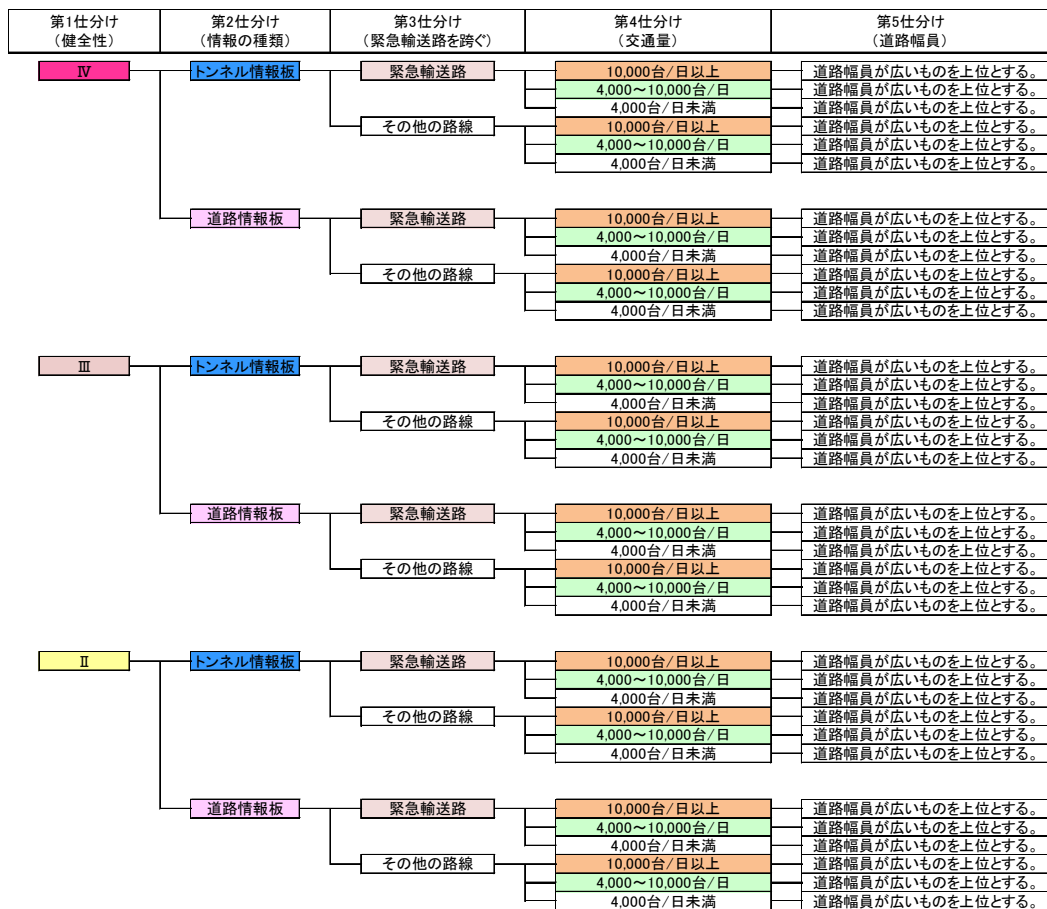 第1仕分け 第2仕分け 第3仕分け 第4仕分け 第5仕分け
（健全性） （情報の種類） （緊急輸送路を跨ぐ） （交通量） （道路幅員）
Ⅳ トンネル情報板 緊急輸送路 10,000台/日以上 道路幅員が広いものを上位とする。
4,000～10,000台/日 道路幅員が広いものを上位とする。
4,000台/日未満 道路幅員が広いものを上位とする。
その他の路線 10,000台/日以上 道路幅員が広いものを上位とする。
4,000～10,000台/日 道路幅員が広いものを上位とする。
4,000台/日未満 道路幅員が広いものを上位とする。
道路情報板 緊急輸送路 10,000台/日以上 道路幅員が広いものを上位とする。
4,000～10,000台/日 道路幅員が広いものを上位とする。
4,000台/日未満 道路幅員が広いものを上位とする。
その他の路線 10,000台/日以上 道路幅員が広いものを上位とする。
4,000～10,000台/日 道路幅員が広いものを上位とする。
4,000台/日未満 道路幅員が広いものを上位とする。
Ⅲ トンネル情報板 緊急輸送路 10,000台/日以上 道路幅員が広いものを上位とする。
4,000～10,000台/日 道路幅員が広いものを上位とする。
4,000台/日未満 道路幅員が広いものを上位とする。
その他の路線 10,000台/日以上 道路幅員が広いものを上位とする。
4,000～10,000台/日 道路幅員が広いものを上位とする。
4,000台/日未満 道路幅員が広いものを上位とする。
道路情報板 緊急輸送路 10,000台/日以上 道路幅員が広いものを上位とする。
4,000～10,000台/日 道路幅員が広いものを上位とする。
4,000台/日未満 道路幅員が広いものを上位とする。
その他の路線 10,000台/日以上 道路幅員が広いものを上位とする。
4,000～10,000台/日 道路幅員が広いものを上位とする。
4,000台/日未満 道路幅員が広いものを上位とする。
Ⅱ トンネル情報板 緊急輸送路 10,000台/日以上 道路幅員が広いものを上位とする。
4,000～10,000台/日 道路幅員が広いものを上位とする。
4,000台/日未満 道路幅員が広いものを上位とする。
その他の路線 10,000台/日以上 道路幅員が広いものを上位とする。
4,000～10,000台/日 道路幅員が広いものを上位とする。
4,000台/日未満 道路幅員が広いものを上位とする。
道路情報板 緊急輸送路 10,000台/日以上 道路幅員が広いものを上位とする。
4,000～10,000台/日 道路幅員が広いものを上位とする。
4,000台/日未満 道路幅員が広いものを上位とする。
その他の路線 10,000台/日以上 道路幅員が広いものを上位とする。
4,000～10,000台/日 道路幅員が広いものを上位とする。
4,000台/日未満 道路幅員が広いものを上位とする。